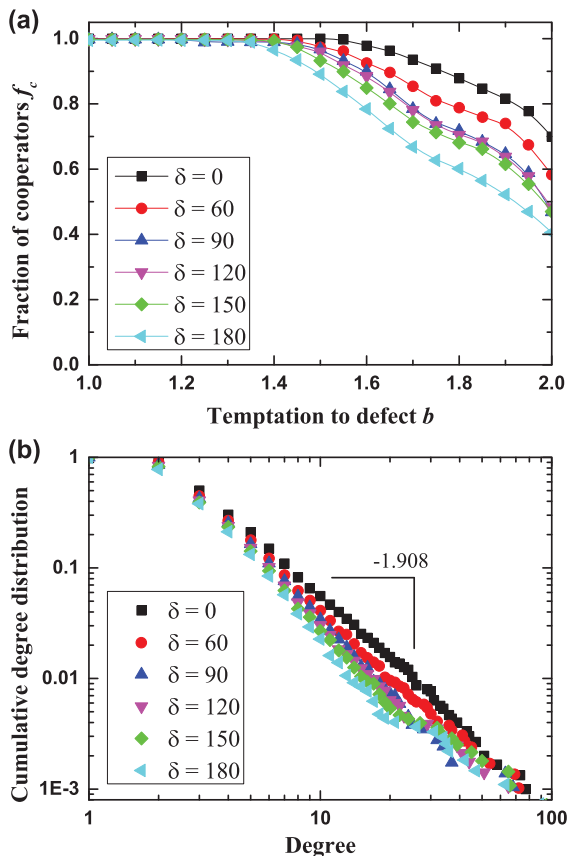 (a)
1.0
0.8
0.6
0.4
0.2
0.0
Fraction of cooperators f_c
δ = 0
δ = 60
δ = 90
δ = 120
δ = 150
δ = 180
1.0 1.2 1.4 1.6 1.8 2.0
Temptation to defect b
(b)
1
0.1
0.01
1E-3
Cumulative degree distribution
-1.908
δ = 0
δ = 60
δ = 90
δ = 120
δ = 150
δ = 180
1 10 100
Degree